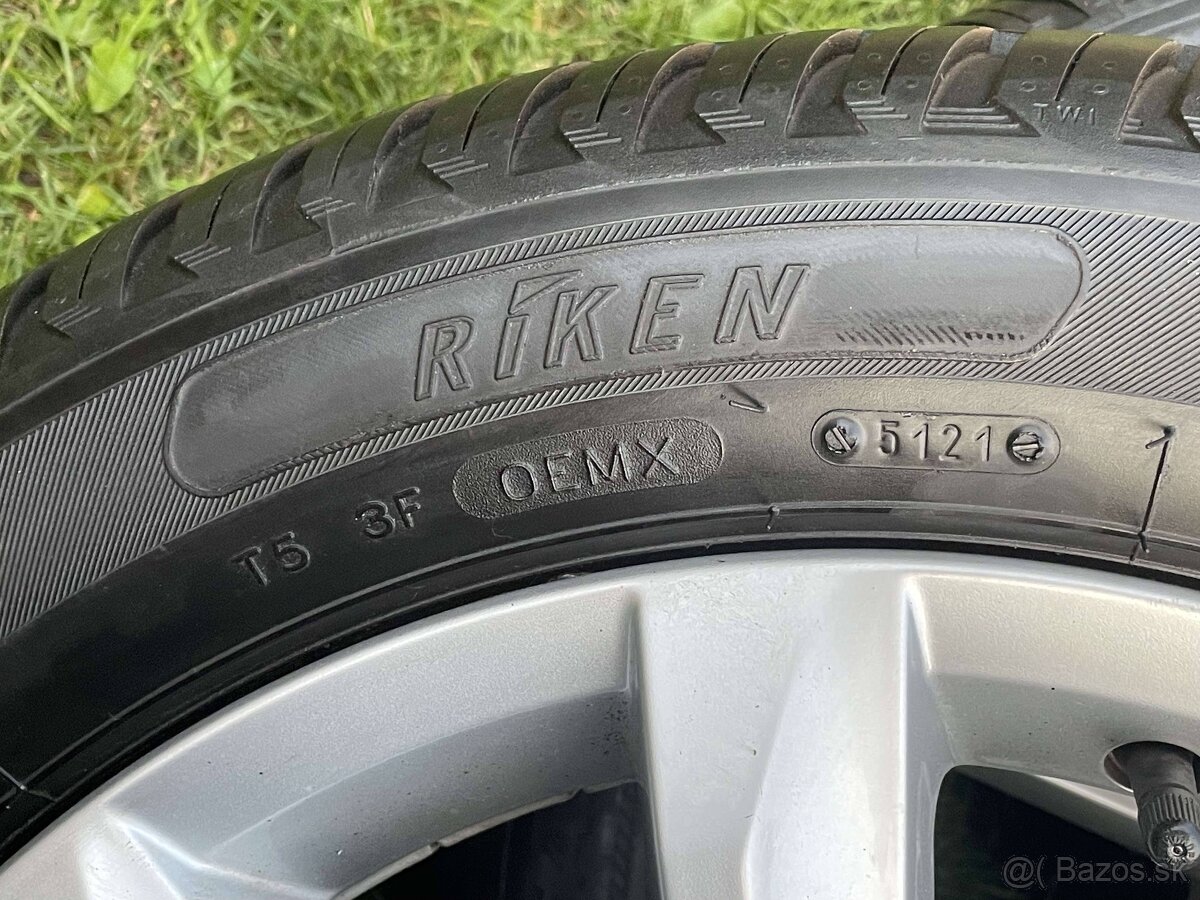 TWI
RIKEN
OEMX
5121
T5 3F
@( Bazos.sk